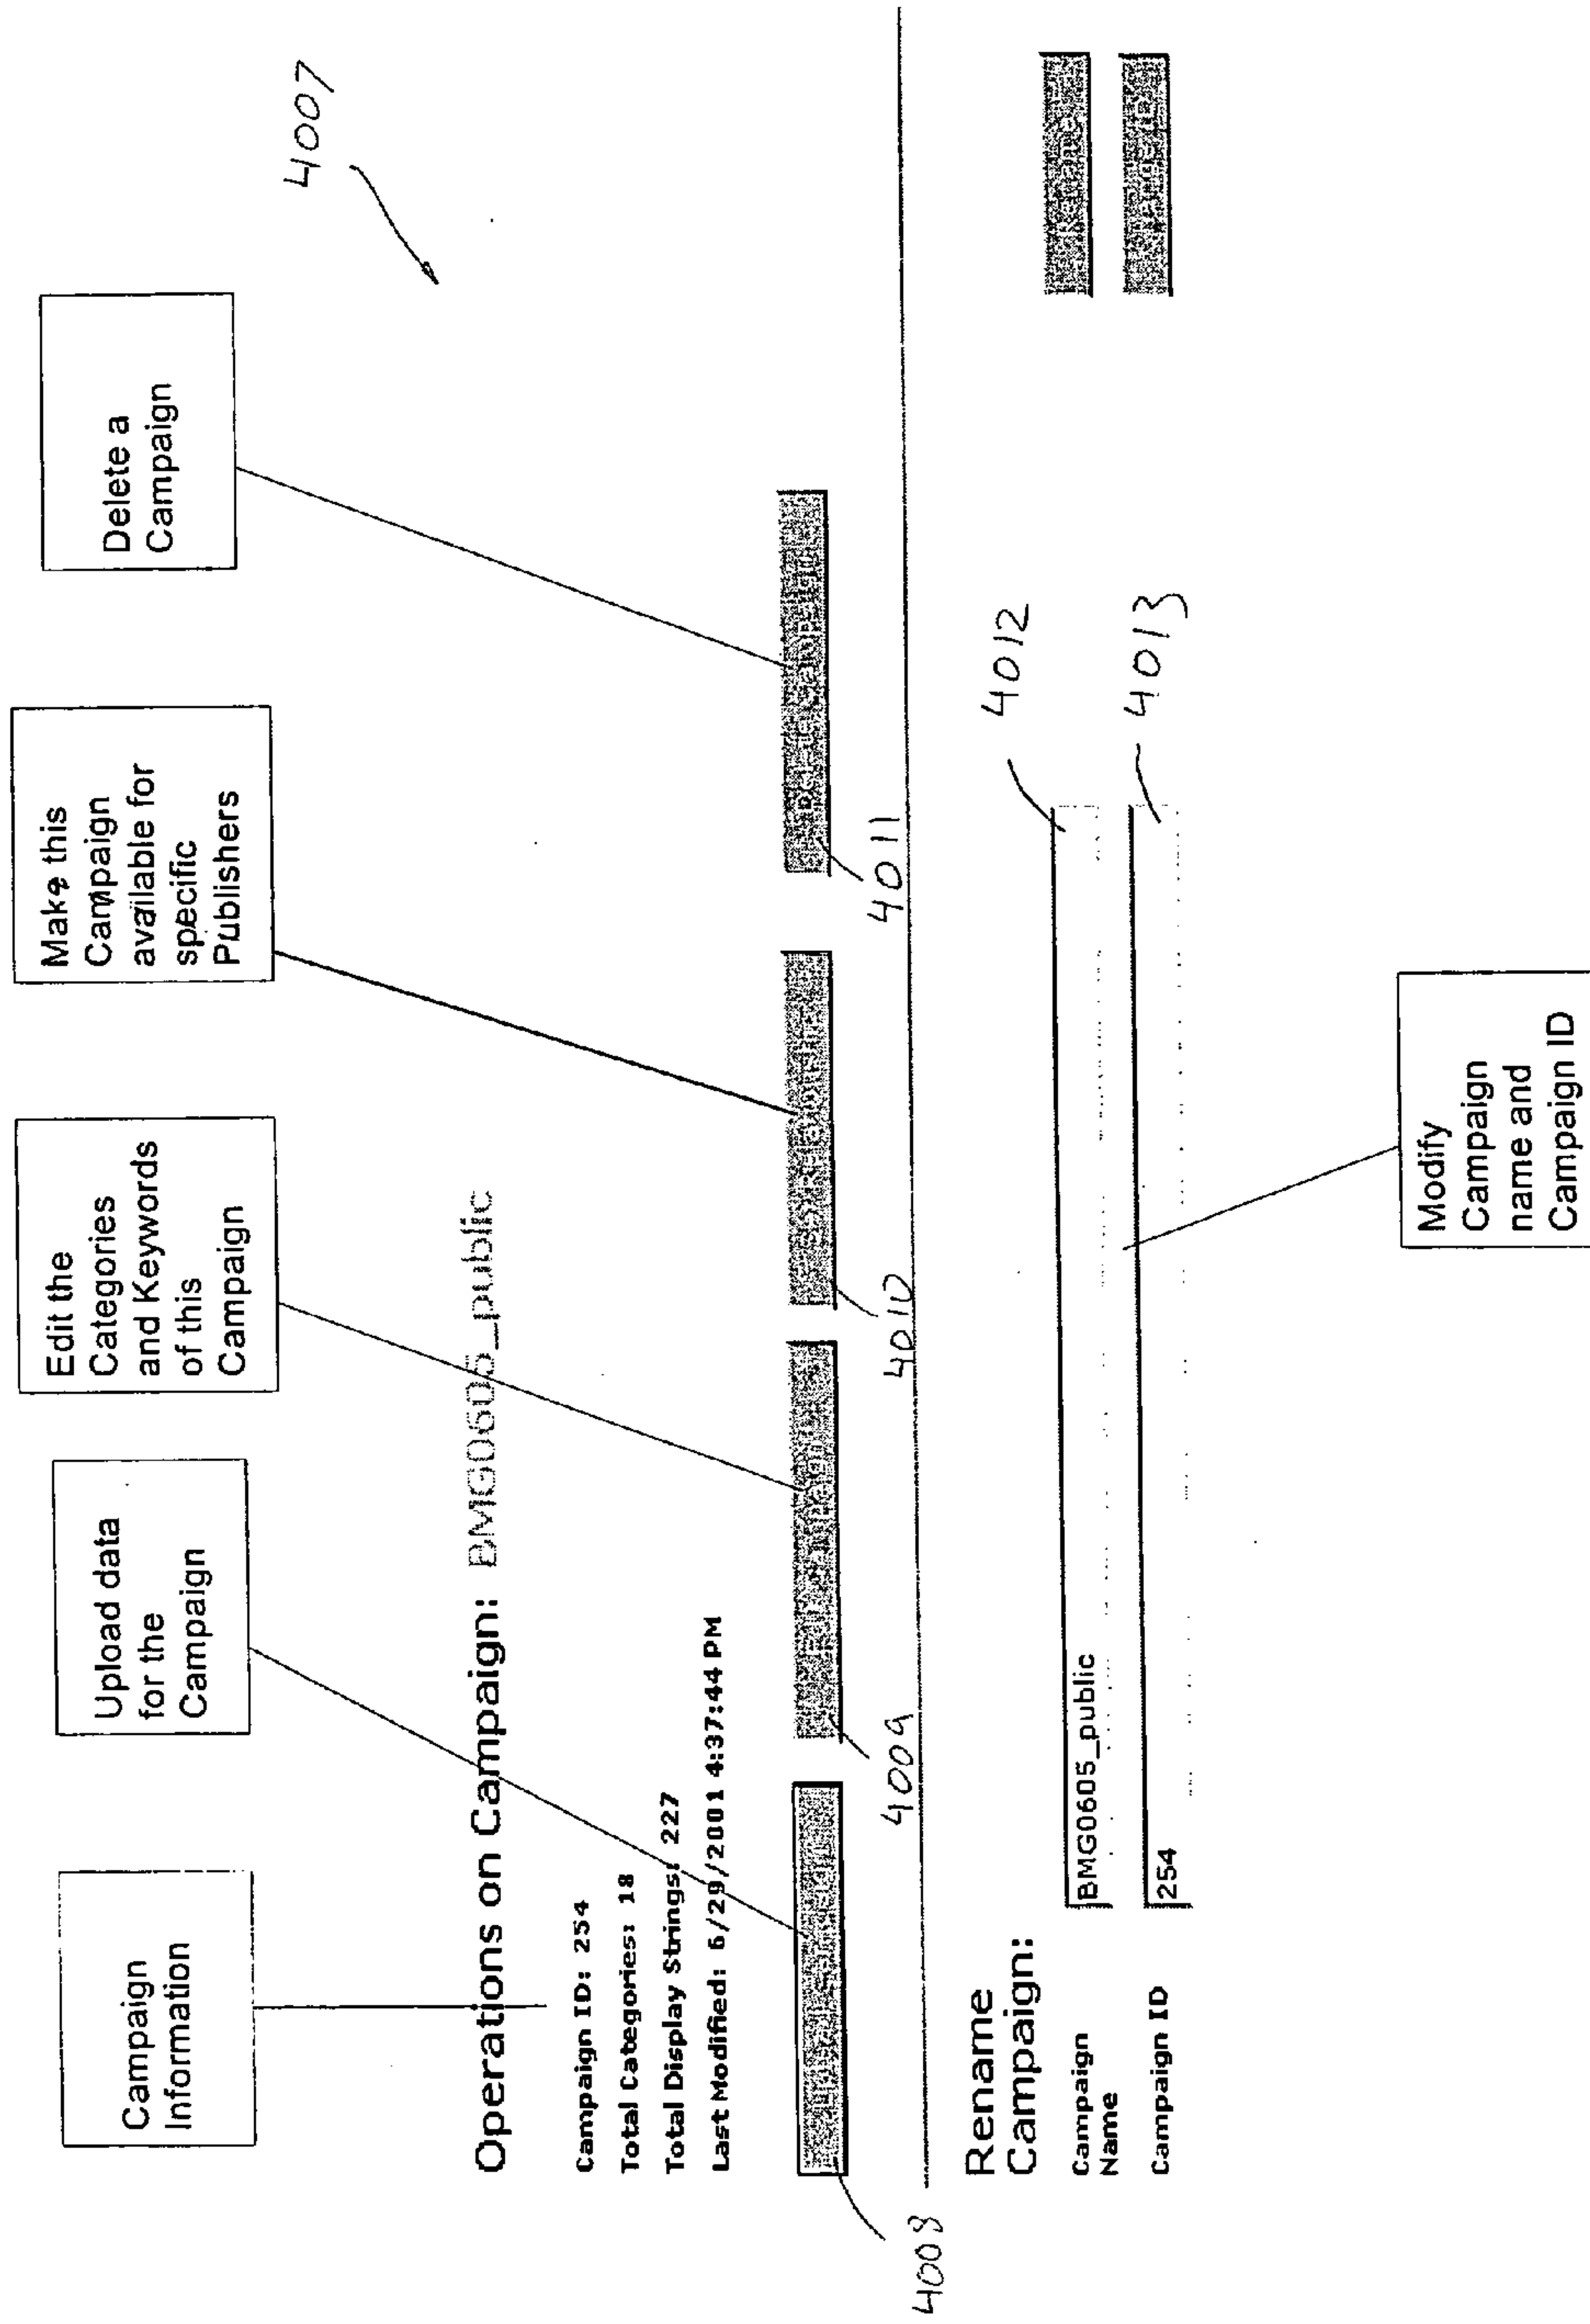 Campaign
Information
Upload data
for the
Campaign
Edit the
Categories
and Keywords
of this
Campaign
Make this
Campaign
available for
specific
Publishers
Delete a
Campaign
4007
Operations on Campaign: BMG0605_public
Campaign ID: 254
Total Categories: 18
Total Display Strings: 227
Last Modified: 6/29/2001 4:37:44 PM
4008
4009
4010
4011
Rename
Campaign:
Campaign
Name
BMG0605_public
4012
Rename
Campaign ID
254
4013
Change ID
Modify
Campaign
name and
Campaign ID